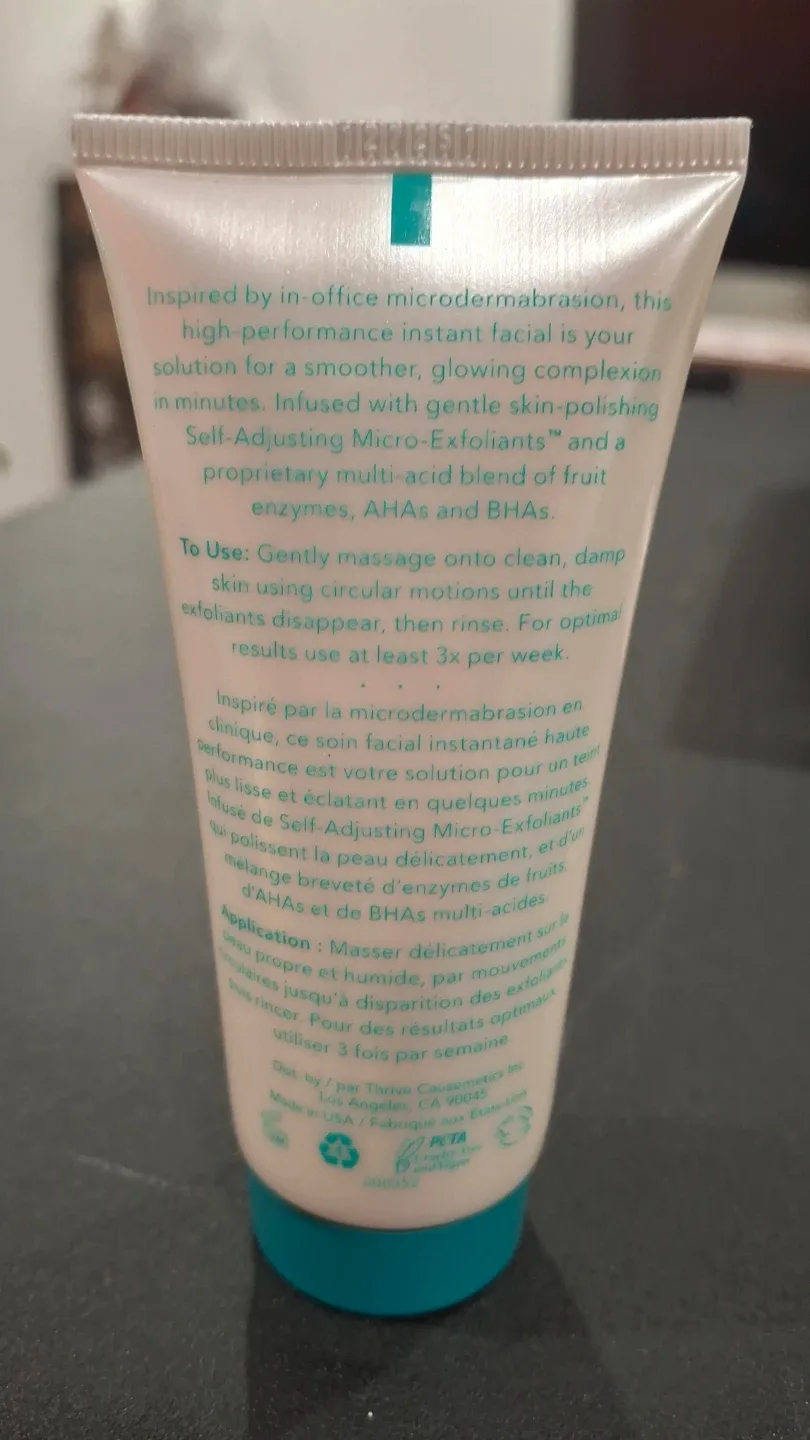 Inspired by in-office microdermabrasion, this
high-performance instant facial is your
solution for a smoother, glowing complexion
in minutes. Infused with gentle skin-polishing
Self-Adjusting Micro-Exfoliants™ and a
proprietary multi-acid blend of fruit
enzymes, AHAs and BHAs.
To Use: Gently massage onto clean, damp
skin using circular motions until the
exfoliants disappear, then rinse. For optimal
results use at least 3x per week.
Inspiré par la microdermabrasion en
clinique, ce soin facial instantané haute
performance est votre solution pour un teint
plus lisse et éclatant en quelques minutes.
Infusé de Self-Adjusting Micro-Exfoliants™
qui polissent la peau délicatement, et d'un
mélange breveté d'enzymes de fruits,
d'AHAs et de BHAs multi-acides.
Application : Masser délicatement sur la
peau propre et humide, par mouvements
circulaires jusqu'à disparition des exfoliants
puis rincer. Pour des résultats optimaux
utiliser 3 fois par semaine
Dist. by / par Thrive Causemetics Inc
Los Angeles, CA 90045
Made in USA / Fabriqué aux États-Unis
4
PETA